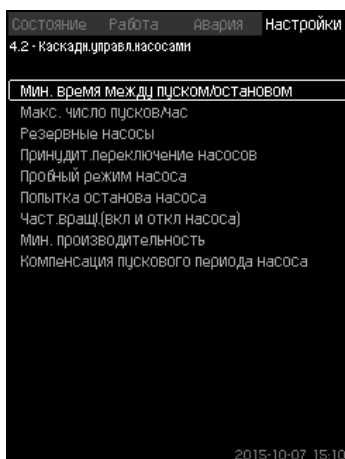 Состояние Работа Авария Настройки
4.2 - Каскадн.управл.насосами
Мин. время между пуском/остановом
Макс. число пусков/час
Резервные насосы
Принудит.переключение насосов
Пробный режим насоса
Попытка останова насоса
Част.вращ.(вкл и откл насоса)
Мин. производительность
Компенсация пускового периода насоса
2015-10-07 15:10